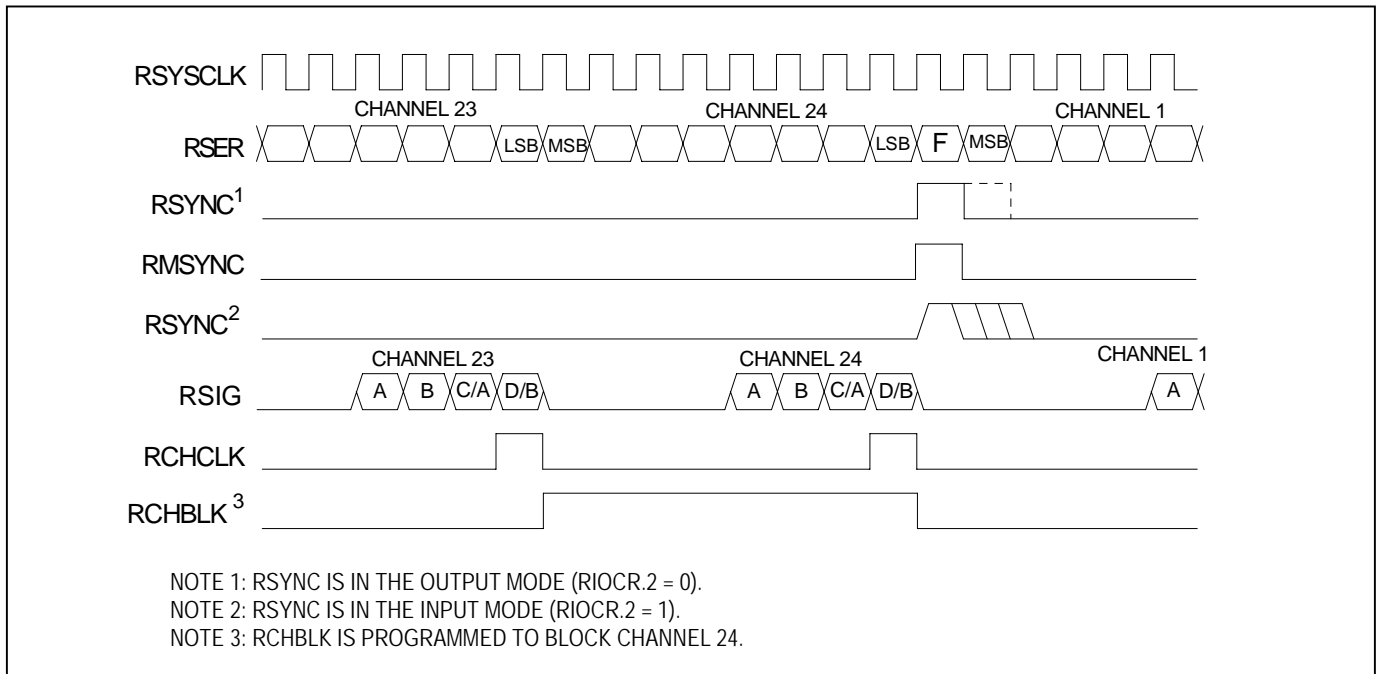 RSYSCLK
CHANNEL 23 CHANNEL 24 CHANNEL 1
RSER LSB MSB LSB F MSB
RSYNC1
RMSYNC
RSYNC2
CHANNEL 23 CHANNEL 24 CHANNEL 1
RSIG A B C/A D/B A B C/A D/B A
RCHCLK
RCHBLK 3
NOTE 1: RSYNC IS IN THE OUTPUT MODE (RIOCR.2 = 0).
NOTE 2: RSYNC IS IN THE INPUT MODE (RIOCR.2 = 1).
NOTE 3: RCHBLK IS PROGRAMMED TO BLOCK CHANNEL 24.